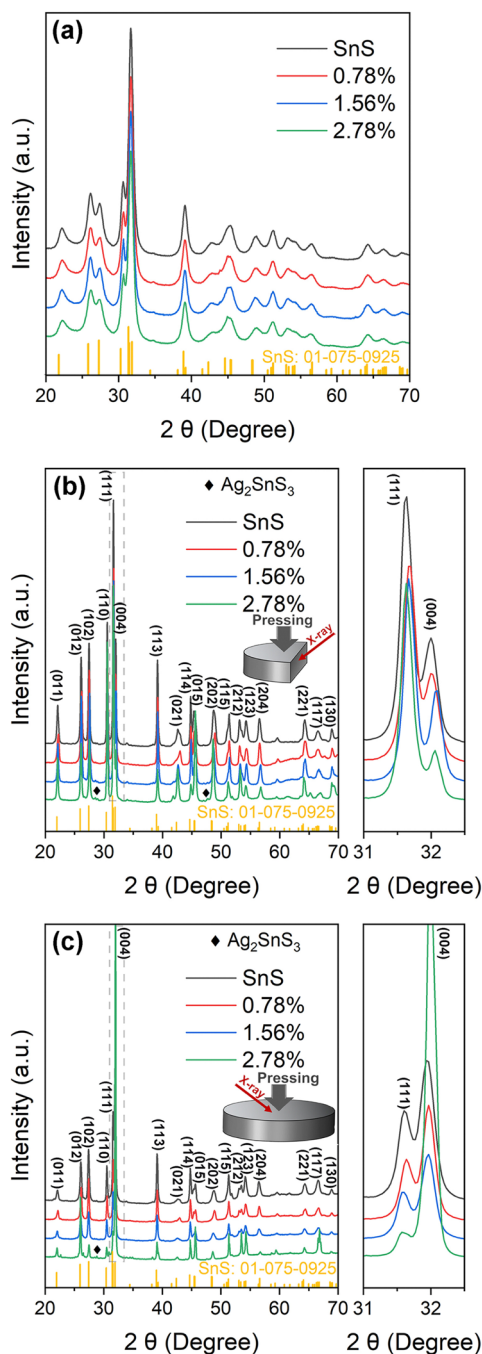 (a)
SnS
0.78%
1.56%
2.78%
Intensity (a.u.)
SnS: 01-075-0925
20 30 40 50 60 70
2 θ (Degree)
(b)
♦ Ag₂SnS₃
SnS
0.78%
1.56%
2.78%
Pressing
X-ray
(011)
(012)
(102)
(110)
(111)
(004)
(113)
(021)
(114)
(015)
(202)
(115)
(212)
(123)
(204)
(221)
(117)
(130)
Intensity (a.u.)
SnS: 01-075-0925
20 30 40 50 60 70
2 θ (Degree)
(111)
(004)
31 32
2 θ (Degree)
(c)
♦ Ag₂SnS₃
SnS
0.78%
1.56%
2.78%
Pressing
X-ray
(011)
(012)
(102)
(110)
(111)
(004)
(113)
(021)
(114)
(015)
(202)
(115)
(212)
(123)
(204)
(221)
(117)
(130)
Intensity (a.u.)
SnS: 01-075-0925
20 30 40 50 60 70
2 θ (Degree)
(111)
(004)
31 32
2 θ (Degree)